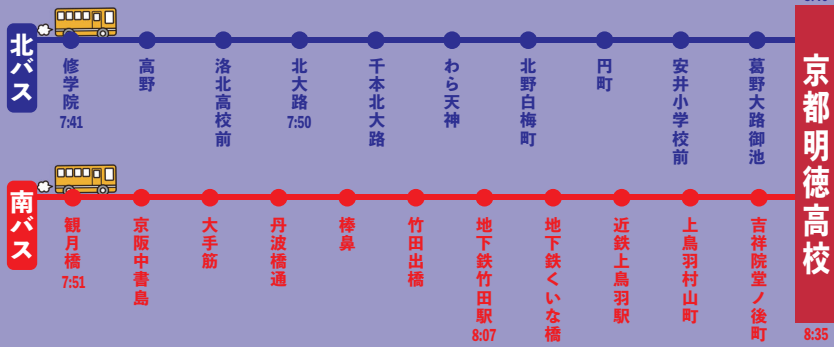 北バス
修学院
7:41
高野
洛北高校前
北大路
7:50
千本北大路
わら天神
北野白梅町
円町
安井小学校前
葛野大路御池
京都明徳高校
南バス
観月橋
7:51
京阪中書島
大手筋
丹波橋通
棒鼻
竹田出橋
地下鉄竹田駅
8:07
地下鉄くいな橋
近鉄上鳥羽駅
上鳥羽村山町
吉祥院堂ノ後町
8:35